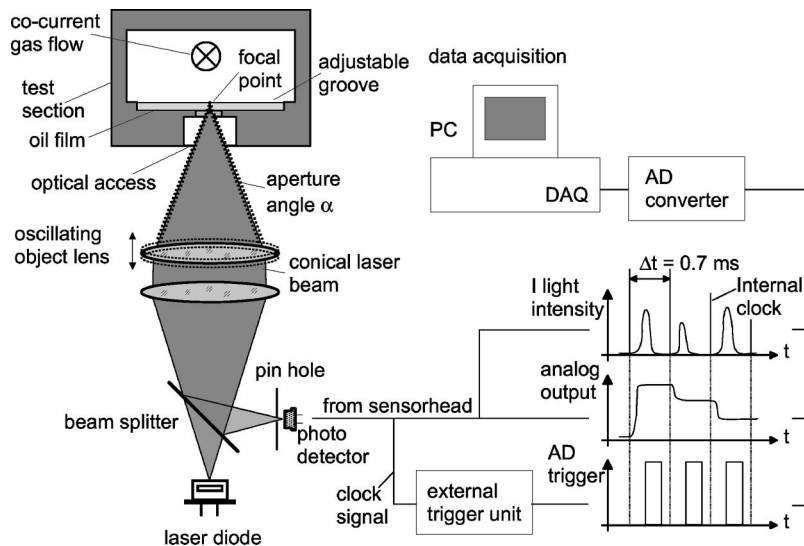 co-current
gas flow
focal
point
adjustable
groove
test
section
oil film
optical access
aperture
angle α
oscillating
object lens
conical laser
beam
pin hole
beam splitter
photo
detector
laser diode
data acquisition
PC
DAQ
AD
converter
from sensorhead
clock
signal
external
trigger unit
Δt = 0.7 ms
I light
intensity
Internal
clock
t
analog
output
t
AD
trigger
t